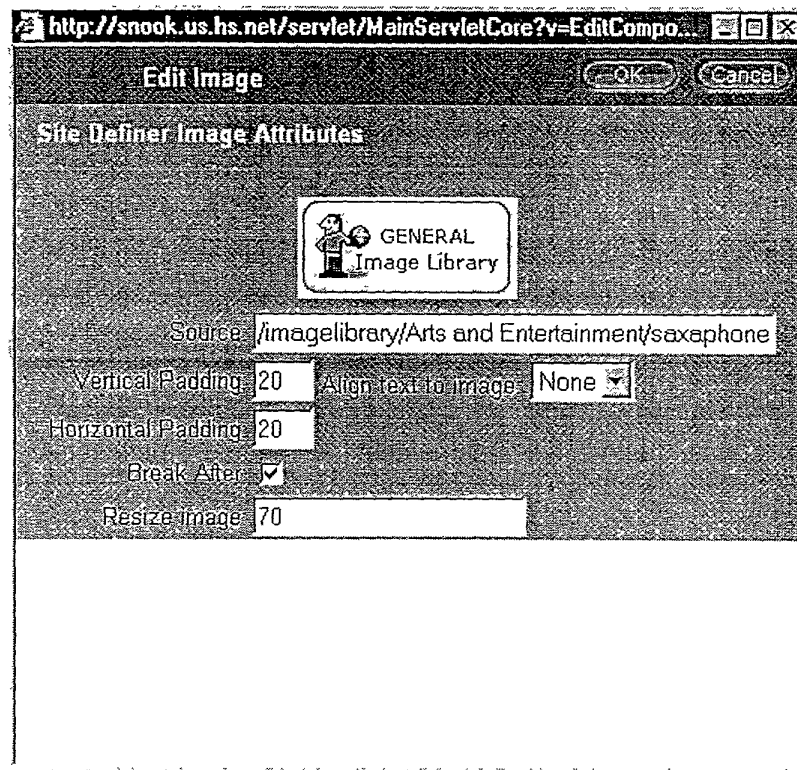 http://snook.us.hs.net/servlet/MainServletCore?v=EditCompo...
Edit Image OK Cancel
Site Definer Image Attributes
GENERAL
Image Library
Source /imagelibrary/Arts and Entertainment/saxaphone
Vertical Padding 20 Align text to image None
Horizontal Padding 20
Break After
Resize image 70